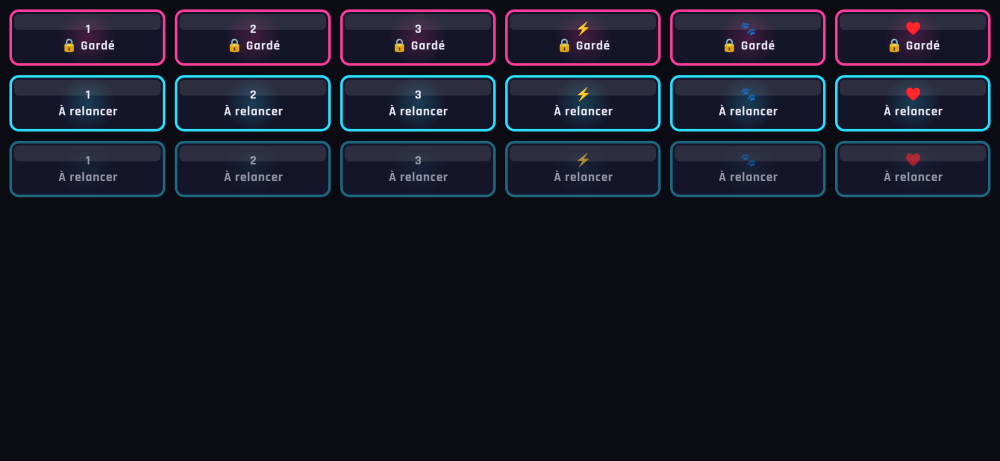 1 2 3 ⚡ 🐾 ❤️
🔒 Gardé 🔒 Gardé 🔒 Gardé 🔒 Gardé 🔒 Gardé 🔒 Gardé
1 2 3 ⚡ 🐾 ❤️
À relancer À relancer À relancer À relancer À relancer À relancer
1 2 3 ⚡ 🐾 ❤️
À relancer À relancer À relancer À relancer À relancer À relancer